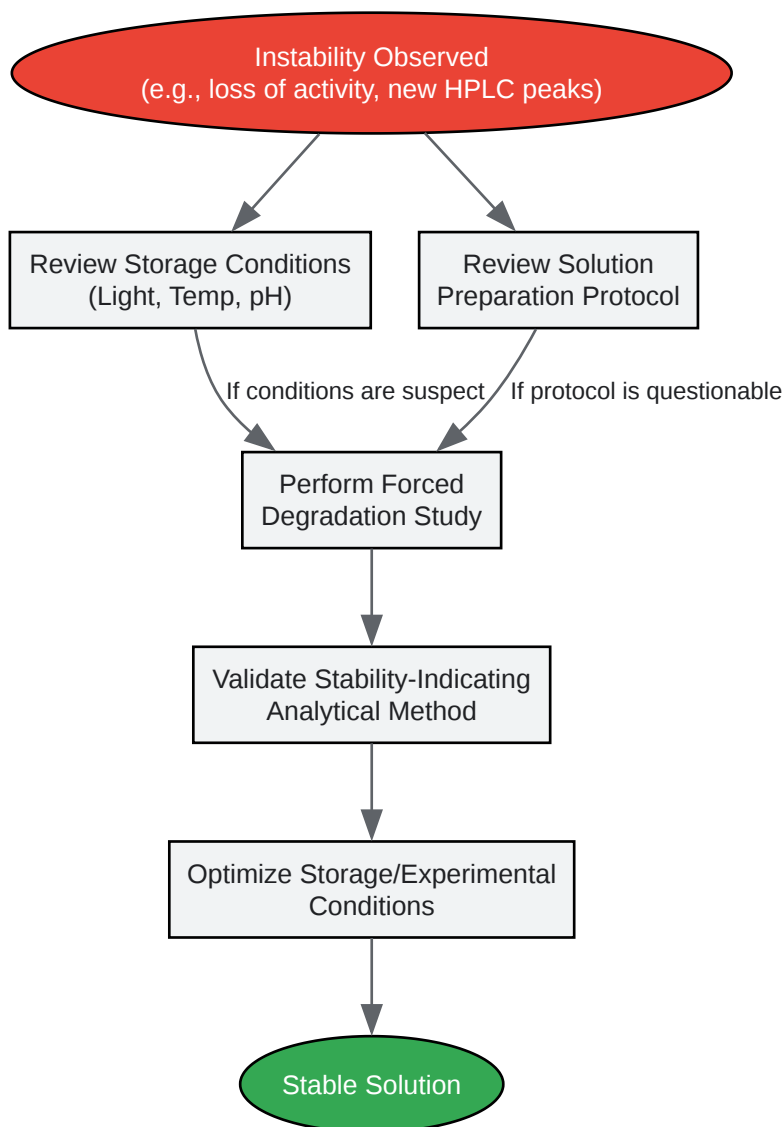 Instability Observed
(e.g., loss of activity, new HPLC peaks)
Review Storage Conditions
(Light, Temp, pH)
Review Solution
Preparation Protocol
If conditions are suspect
If protocol is questionable
Perform Forced
Degradation Study
Validate Stability-Indicating
Analytical Method
Optimize Storage/Experimental
Conditions
Stable Solution